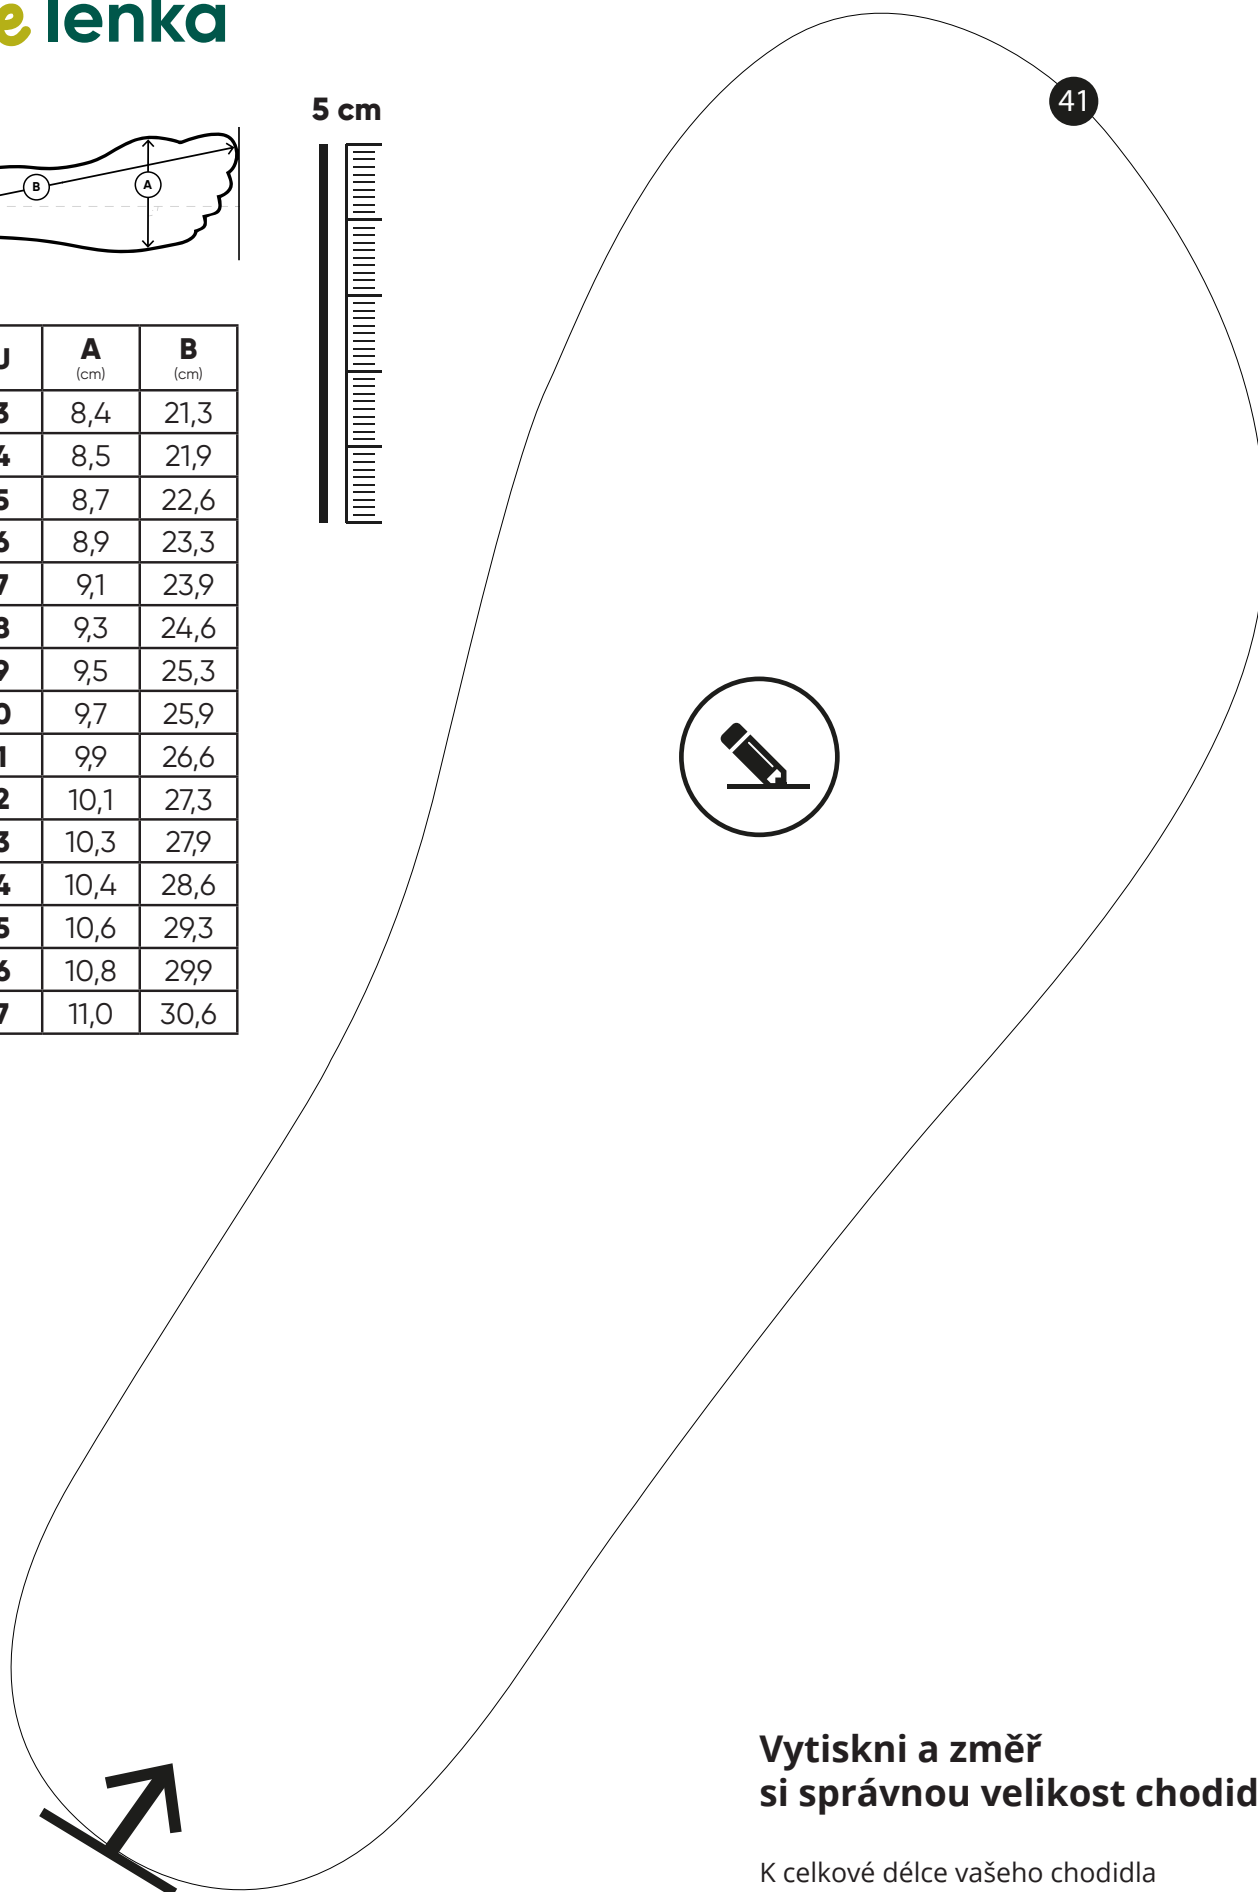 e lenka
5 cm
41
B
A
A B
(cm) (cm)
8,4 21,3
8,5 21,9
8,7 22,6
8,9 23,3
9,1 23,9
9,3 24,6
9,5 25,3
9,7 25,9
9,9 26,6
10,1 27,3
10,3 27,9
10,4 28,6
10,6 29,3
10,8 29,9
11,0 30,6
Vytiskni a změř
si správnou velikost chodid
K celkové délce vašeho chodidla